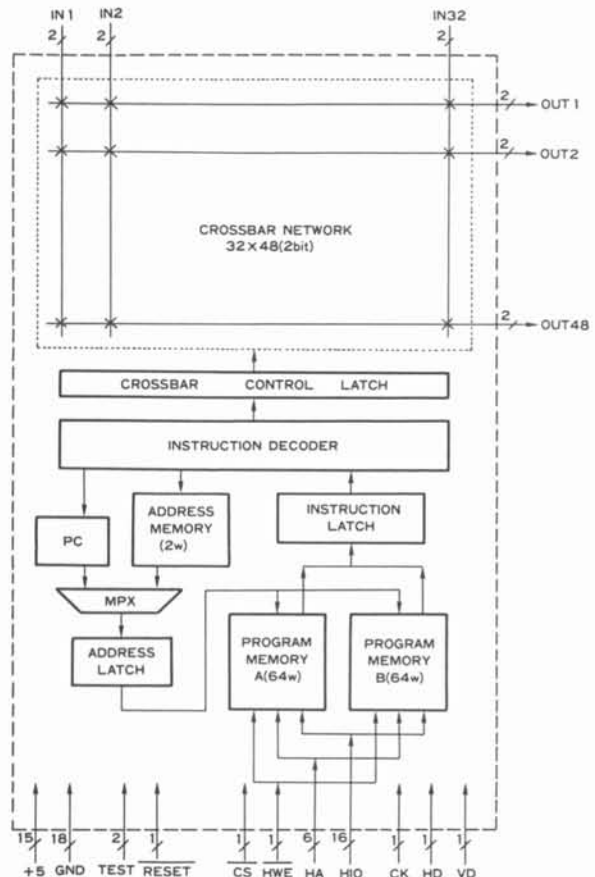 IN1 IN2 IN32
2 2 2
2 OUT1
2 OUT2
CROSSBAR NETWORK
32×48(2bit)
2 OUT48
CROSSBAR CONTROL LATCH
INSTRUCTION DECODER
PC
ADDRESS
MEMORY
(2w)
INSTRUCTION
LATCH
MPX
ADDRESS
LATCH
PROGRAM
MEMORY
A(64w)
PROGRAM
MEMORY
B(64w)
15 18 2 1 1 1 6 16 1 1 1
+5 GND TEST RESET CS HWE HA HIO CK HD VD